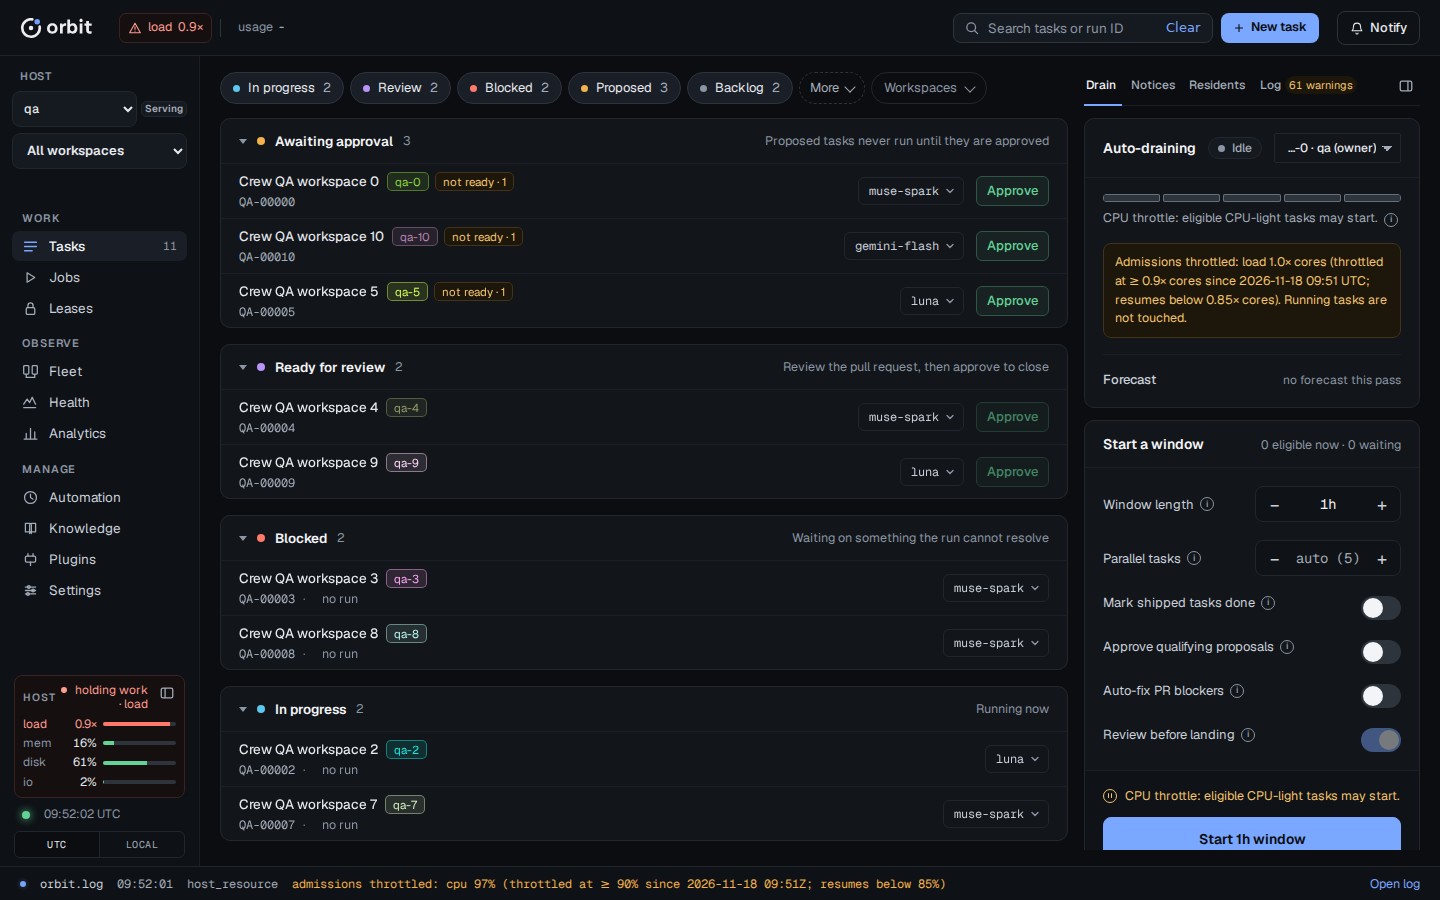 orbit
load 0.9×
usage –
Search tasks or run ID
Clear
+ New task
Notify
HOST
qa
Serving
All workspaces
WORK
Tasks 11
Jobs
Leases
OBSERVE
Fleet
Health
Analytics
MANAGE
Automation
Knowledge
Plugins
Settings
HOST
holding work
· load
load 0.9×
mem 16%
disk 61%
io 2%
09:52:02 UTC
UTC
LOCAL
In progress 2
Review 2
Blocked 2
Proposed 3
Backlog 2
More
Workspaces
Awaiting approval 3
Proposed tasks never run until they are approved
Crew QA workspace 0 qa-0 not ready · 1
QA-00000
muse-spark
Approve
Crew QA workspace 10 qa-10 not ready · 1
QA-00010
gemini-flash
Approve
Crew QA workspace 5 qa-5 not ready · 1
QA-00005
luna
Approve
Ready for review 2
Review the pull request, then approve to close
Crew QA workspace 4 qa-4
QA-00004
muse-spark
Approve
Crew QA workspace 9 qa-9
QA-00009
luna
Approve
Blocked 2
Waiting on something the run cannot resolve
Crew QA workspace 3 qa-3
QA-00003 · no run
muse-spark
Crew QA workspace 8 qa-8
QA-00008 · no run
muse-spark
In progress 2
Running now
Crew QA workspace 2 qa-2
QA-00002 · no run
luna
Crew QA workspace 7 qa-7
QA-00007 · no run
muse-spark
Drain
Notices
Residents
Log 61 warnings
Auto-draining
Idle
…-0 · qa (owner)
CPU throttle: eligible CPU-light tasks may start.
Admissions throttled: load 1.0× cores (throttled
at ≥ 0.9× cores since 2026-11-18 09:51 UTC;
resumes below 0.85× cores). Running tasks are
not touched.
Forecast
no forecast this pass
Start a window
0 eligible now · 0 waiting
Window length
− 1h +
Parallel tasks
− auto (5) +
Mark shipped tasks done
Approve qualifying proposals
Auto-fix PR blockers
Review before landing
CPU throttle: eligible CPU-light tasks may start.
Start 1h window
orbit.log 09:52:01 host_resource admissions throttled: cpu 97% (throttled at ≥ 90% since 2026-11-18 09:51Z; resumes below 85%)
Open log